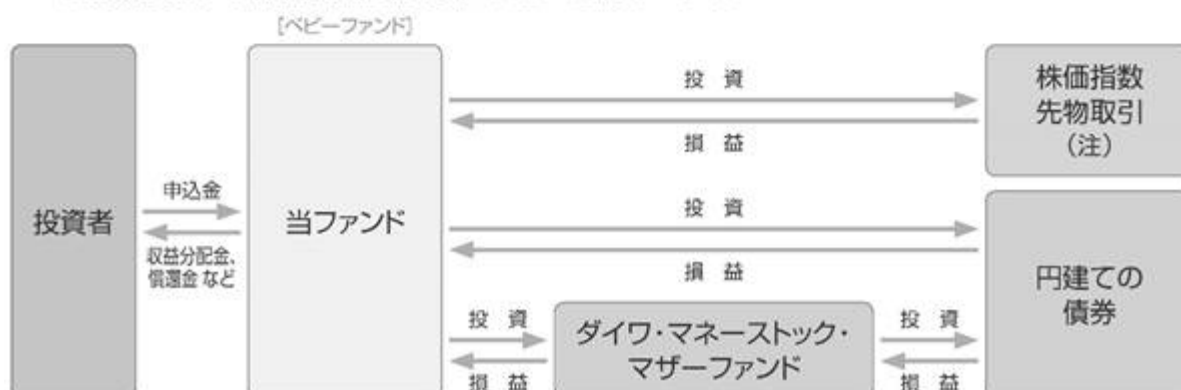 [ベビーファンド]
投資者
申込金
収益分配金、
償還金 など
当ファンド
投 資
損 益
株価指数
先物取引
(注)
投 資
損 益
円建ての
債券
投 資
損 益
ダイワ・マネーストック・
マザーファンド
投 資
損 益